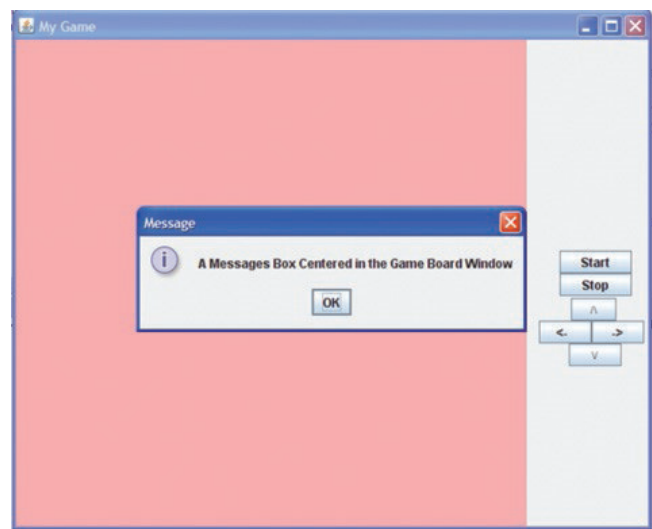 My Game
Message
i
A Messages Box Centered in the Game Board Window
OK
Start
Stop
^
<- ->
v